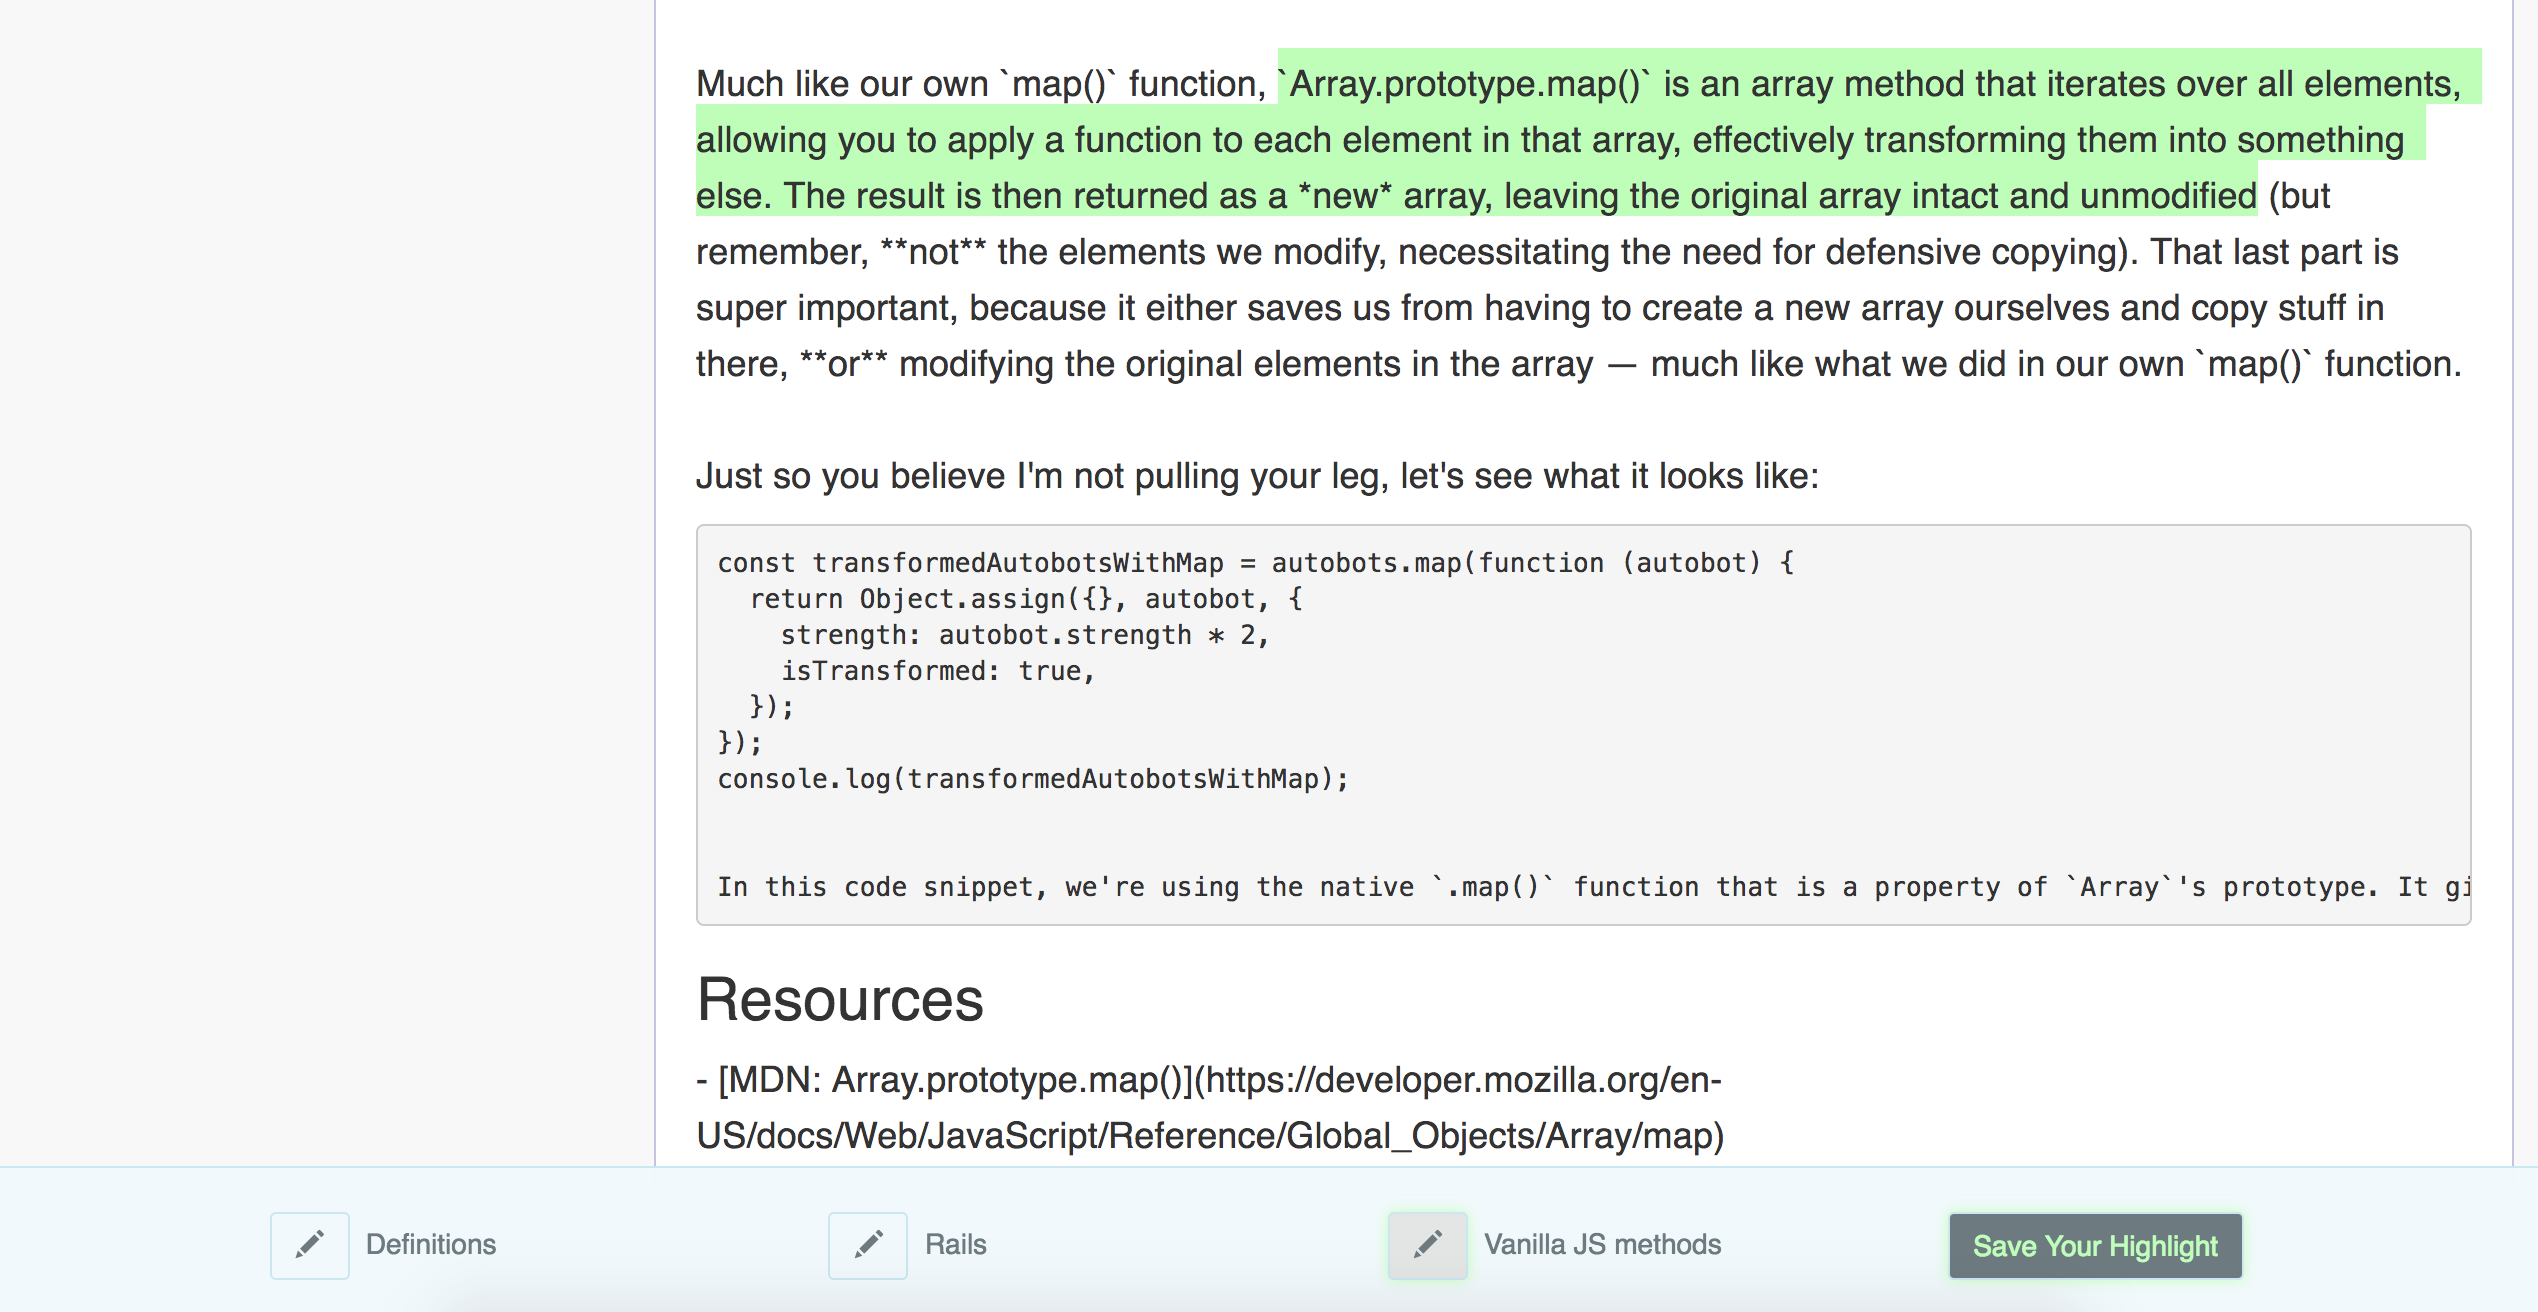 Much like our own `map()` function, `Array.prototype.map()` is an array method that iterates over all elements,
allowing you to apply a function to each element in that array, effectively transforming them into something
else. The result is then returned as a *new* array, leaving the original array intact and unmodified (but
remember, **not** the elements we modify, necessitating the need for defensive copying). That last part is
super important, because it either saves us from having to create a new array ourselves and copy stuff in
there, **or** modifying the original elements in the array — much like what we did in our own `map()` function.
Just so you believe I'm not pulling your leg, let's see what it looks like:
const transformedAutobotsWithMap = autobots.map(function (autobot) {
  return Object.assign({}, autobot, {
    strength: autobot.strength * 2,
    isTransformed: true,
  });
});
console.log(transformedAutobotsWithMap);
In this code snippet, we're using the native `.map()` function that is a property of `Array`'s prototype. It gi
Resources
- [MDN: Array.prototype.map()](https://developer.mozilla.org/en-
US/docs/Web/JavaScript/Reference/Global_Objects/Array/map)
Definitions
Rails
Vanilla JS methods
Save Your Highlight